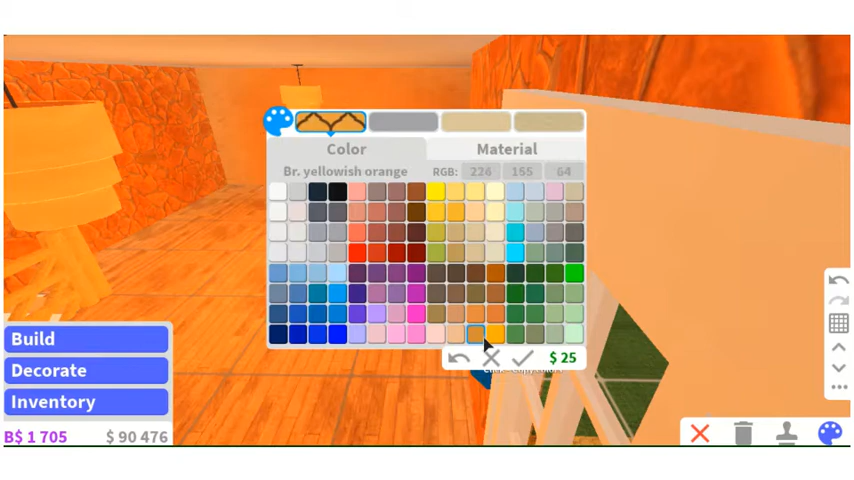 Color
Material
Br. yellowish orange
RGB: 226 155 64
Build
Decorate
Inventory
$ 25
B$ 1 705
$ 90 476